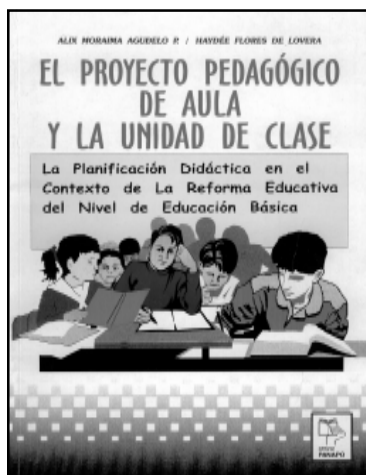 ALIX MORAIMA AGUDELO P. / HAYDÉE FLORES DE LOVERA
EL PROYECTO PEDAGÓGICO
DE AULA
Y LA UNIDAD DE CLASE
La Planificación Didáctica en el
Contexto de La Reforma Educativa
del Nivel de Educación Básica
PANAPO